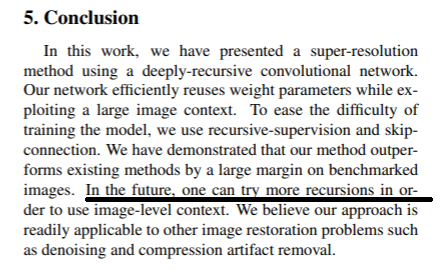 5. Conclusion
In this work, we have presented a super-resolution
method using a deeply-recursive convolutional network.
Our network efficiently reuses weight parameters while ex-
ploiting a large image context. To ease the difficulty of
training the model, we use recursive-supervision and skip-
connection. We have demonstrated that our method outper-
forms existing methods by a large margin on benchmarked
images. In the future, one can try more recursions in or-
der to use image-level context. We believe our approach is
readily applicable to other image restoration problems such
as denoising and compression artifact removal.